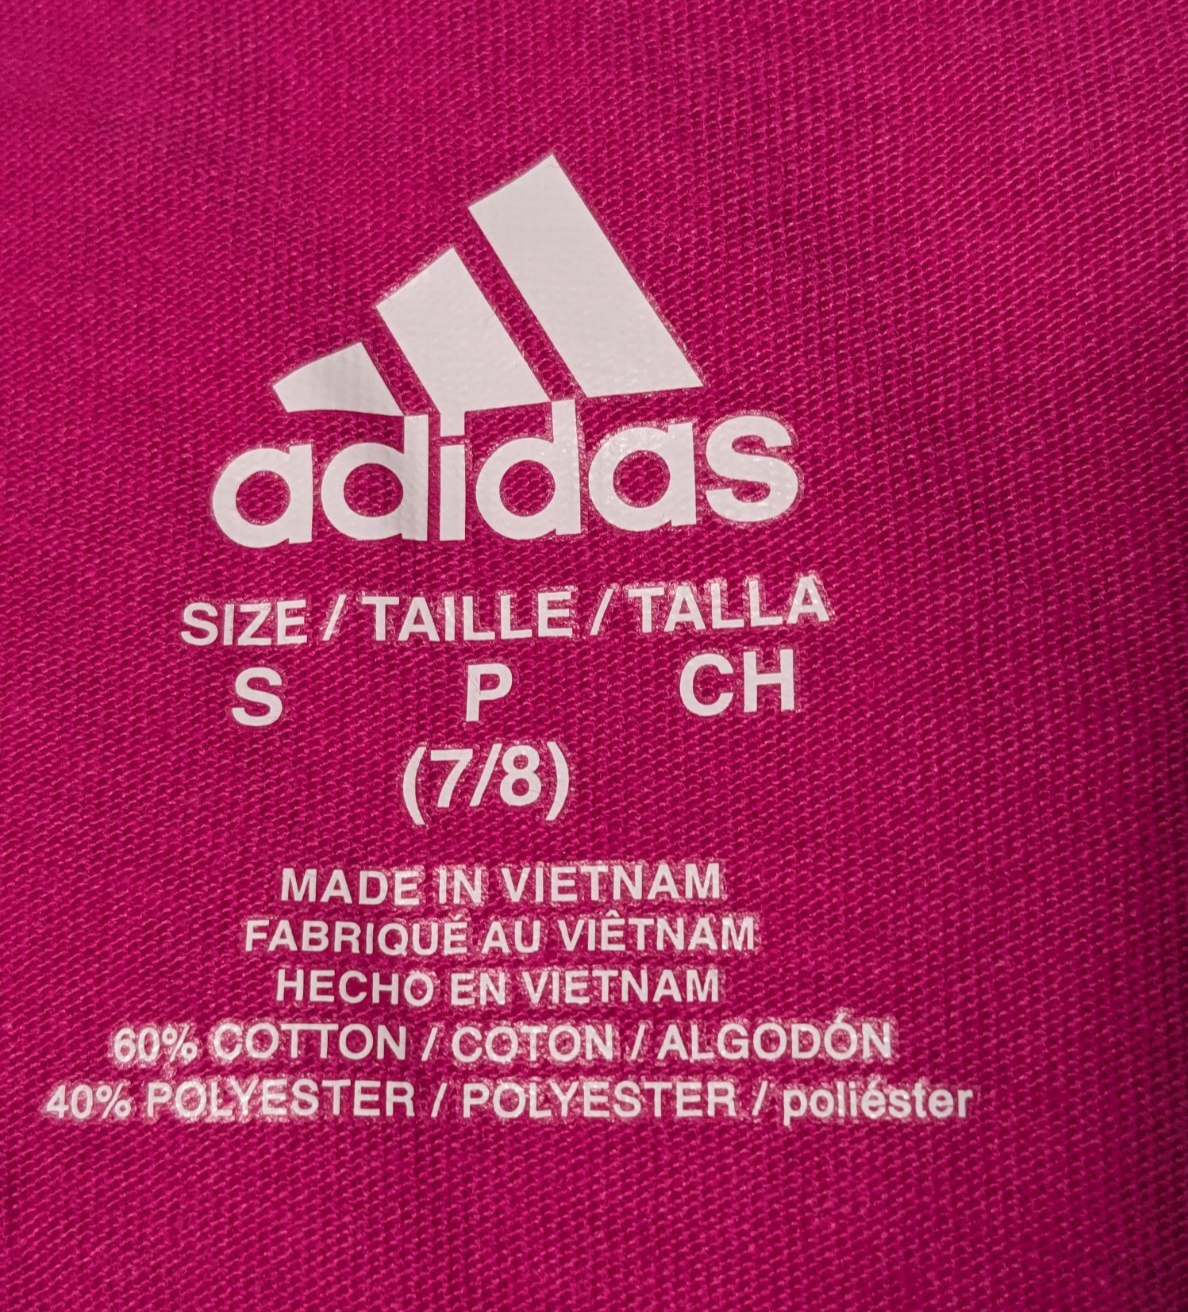 adidas
SIZE / TAILLE / TALLA
S P CH
(7/8)
MADE IN VIETNAM
FABRIQUÉ AU VIÊTNAM
HECHO EN VIETNAM
60% COTTON / COTON / ALGODÓN
40% POLYESTER / POLYESTER / poliéster